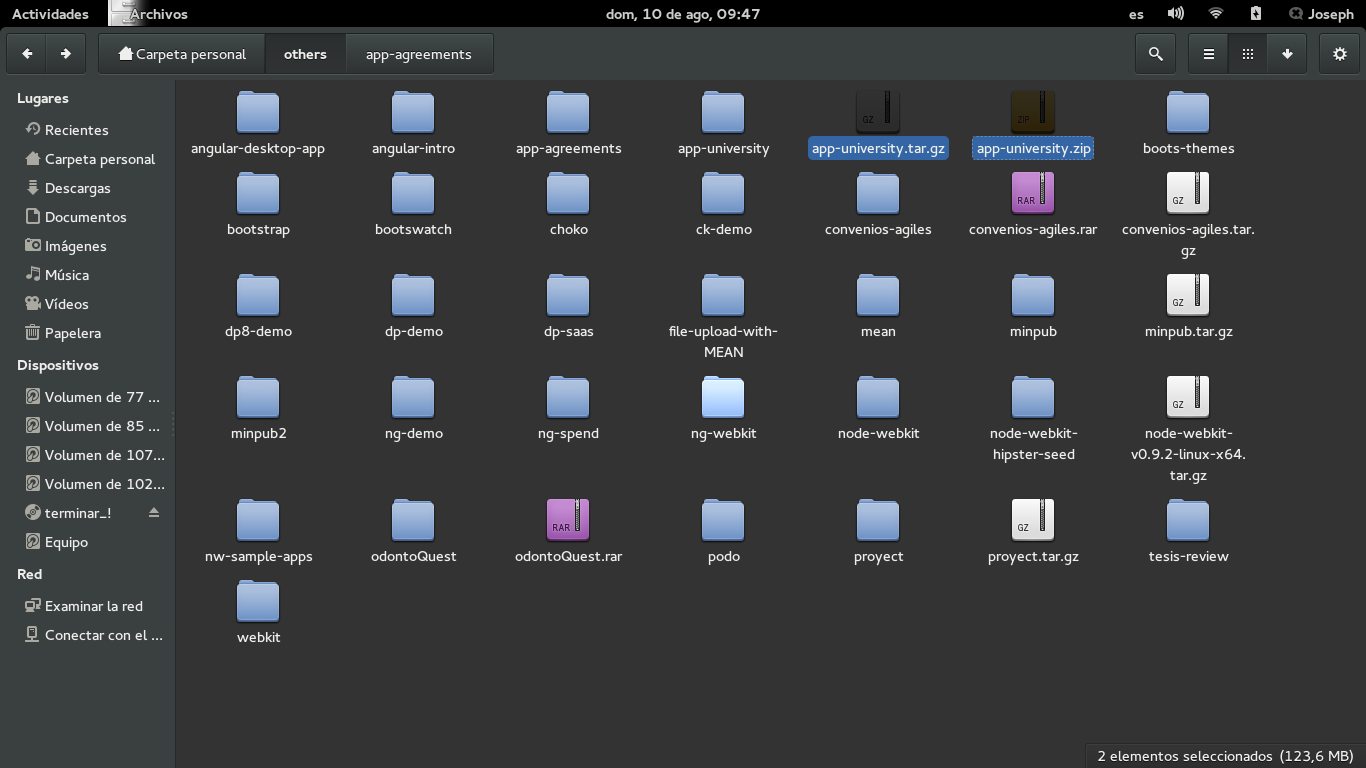 Actividades Archivos dom, 10 de ago, 09:47 es Joseph
Carpeta personal others app-agreements
Lugares
Recientes
Carpeta personal
Descargas
Documentos
Imágenes
Música
Vídeos
Papelera
Dispositivos
Volumen de 77 ...
Volumen de 85 ...
Volumen de 107...
Volumen de 102...
terminar_!
Equipo
Red
Examinar la red
Conectar con el ...
GZ ZIP
angular-desktop-app angular-intro app-agreements app-university app-university.tar.gz app-university.zip boots-themes
RAR GZ
bootstrap bootswatch choko ck-demo convenios-agiles convenios-agiles.rar convenios-agiles.tar.
gz
GZ
dp8-demo dp-demo dp-saas file-upload-with- mean minpub minpub.tar.gz
MEAN
GZ
minpub2 ng-demo ng-spend ng-webkit node-webkit node-webkit- node-webkit-
hipster-seed v0.9.2-linux-x64.
tar.gz
RAR GZ
nw-sample-apps odontoQuest odontoQuest.rar podo proyect proyect.tar.gz tesis-review
webkit
2 elementos seleccionados (123,6 MB)